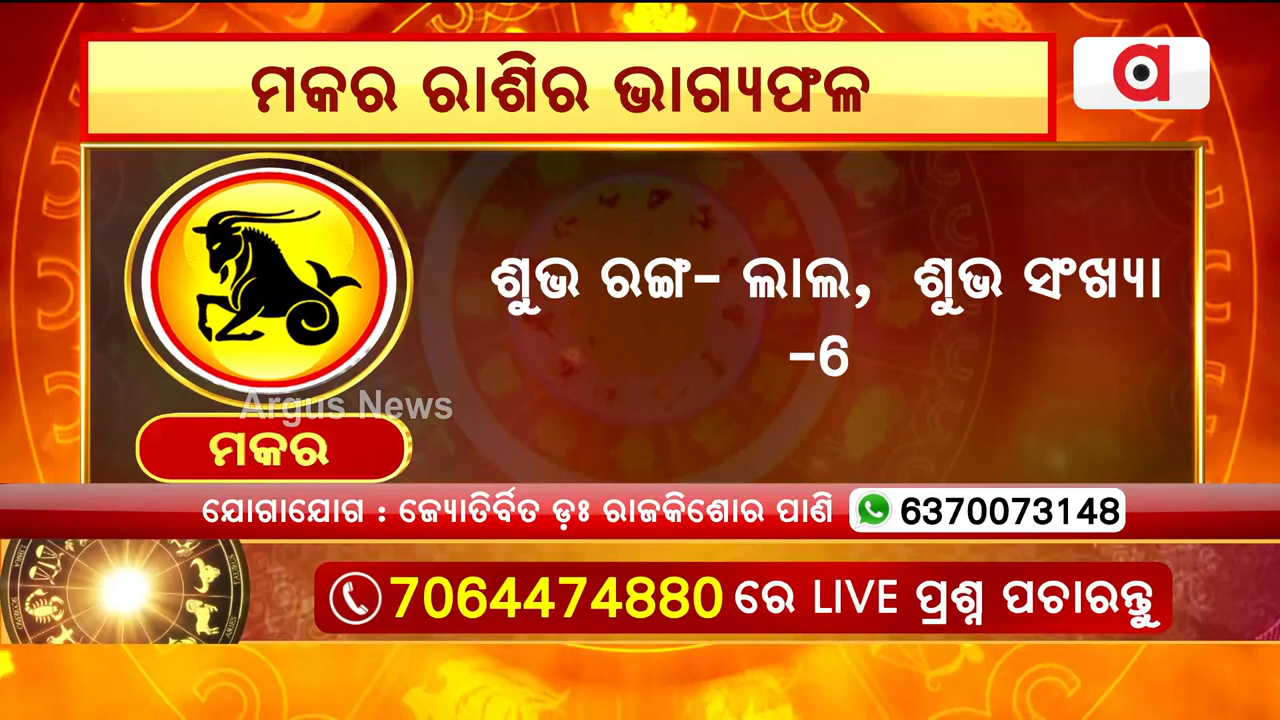 ମକର ରାଶିର ଭାଗ୍ୟଫଳ
ଶୁଭ ରଙ୍ଗ- ଲାଲ, ଶୁଭ ସଂଖ୍ୟା
-6
Argus News
ମକର
ଯୋଗାଯୋଗ : ଜ୍ୟୋତିର୍ବିତ ଡ଼ଃ ରାଜକିଶୋର ପାଣି 6370073148
7064474880 ରେ LIVE ପ୍ରଶ୍ନ ପଚାରନ୍ତୁ